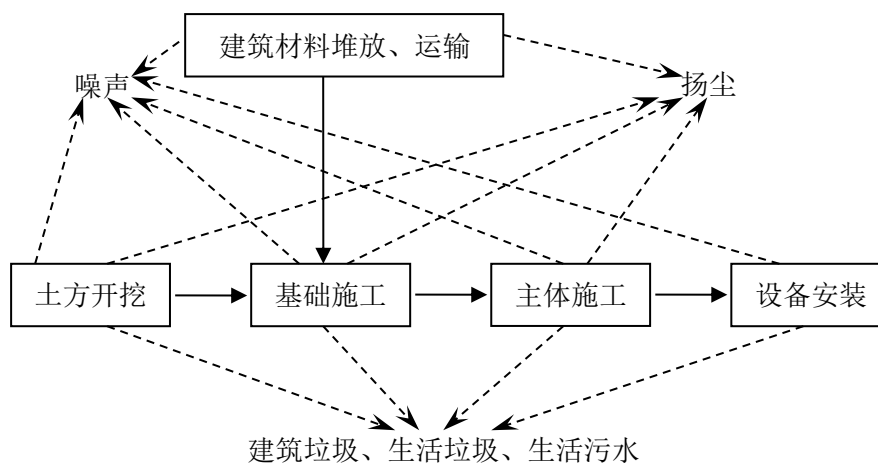 建筑材料堆放、运输
噪声
扬尘
土方开挖
基础施工
主体施工
设备安装
建筑垃圾、生活垃圾、生活污水